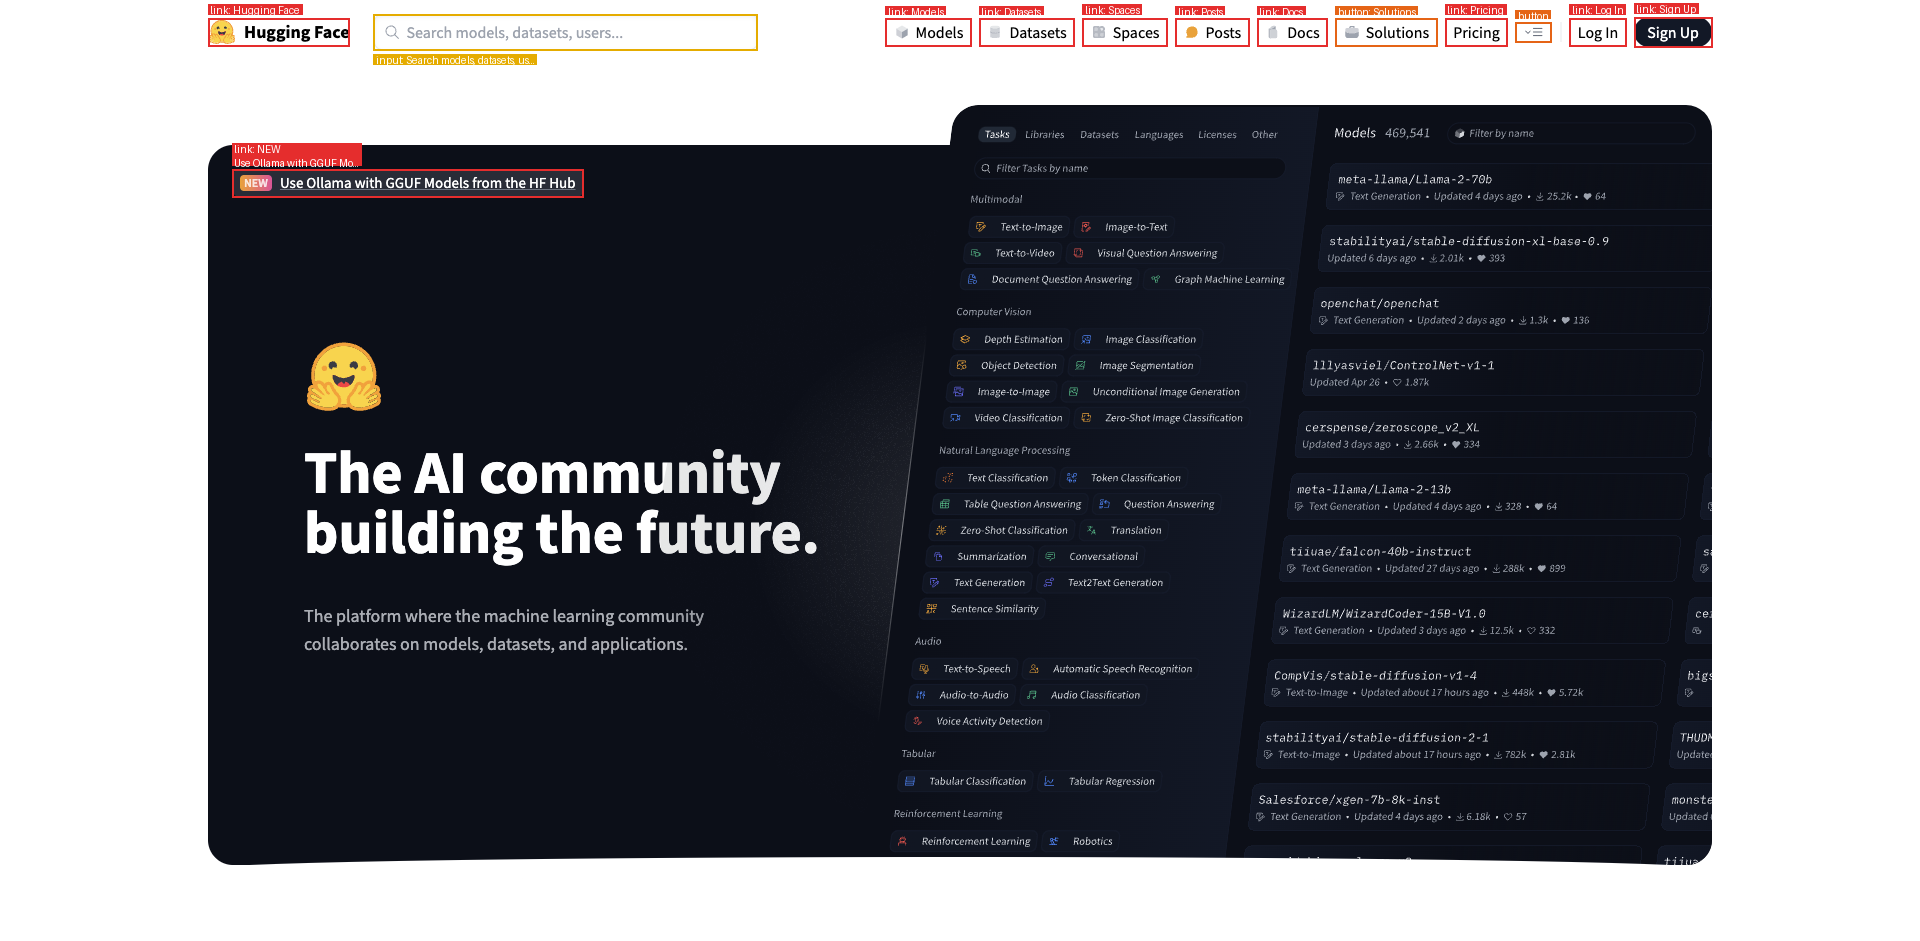 link: Hugging Face
Hugging Face
Search models, datasets, users...
input: Search models, datasets, us...
link: Models
Models
link: Datasets
Datasets
link: Spaces
Spaces
link: Posts
Posts
link: Docs
Docs
button: Solutions
Solutions
link: Pricing
Pricing
button:
link: Log In
Log In
link: Sign Up
Sign Up
link: NEW
Use Ollama with GGUF Mo...
NEW Use Ollama with GGUF Models from the HF Hub
The AI community
building the future.
The platform where the machine learning community
collaborates on models, datasets, and applications.
Tasks Libraries Datasets Languages Licenses Other
Filter Tasks by name
Multimodal
Text-to-Image Image-to-Text
Text-to-Video Visual Question Answering
Document Question Answering Graph Machine Learning
Computer Vision
Depth Estimation Image Classification
Object Detection Image Segmentation
Image-to-Image Unconditional Image Generation
Video Classification Zero-Shot Image Classification
Natural Language Processing
Text Classification Token Classification
Table Question Answering Question Answering
Zero-Shot Classification Translation
Summarization Conversational
Text Generation Text2Text Generation
Sentence Similarity
Audio
Text-to-Speech Automatic Speech Recognition
Audio-to-Audio Audio Classification
Voice Activity Detection
Tabular
Tabular Classification Tabular Regression
Reinforcement Learning
Reinforcement Learning Robotics
Models 469,541 Filter by name
meta-llama/Llama-2-70b
Text Generation • Updated 4 days ago • 25.2k • 64
stabilityai/stable-diffusion-xl-base-0.9
Updated 6 days ago • 2.01k • 393
openchat/openchat
Text Generation • Updated 2 days ago • 1.3k • 136
lllyasviel/ControlNet-v1-1
Updated Apr 26 • 1.87k
cerspense/zeroscope_v2_XL
Updated 3 days ago • 2.66k • 334
meta-llama/Llama-2-13b
Text Generation • Updated 4 days ago • 328 • 64
tiiuae/falcon-40b-instruct
Text Generation • Updated 27 days ago • 288k • 899
WizardLM/WizardCoder-15B-V1.0
Text Generation • Updated 3 days ago • 12.5k • 332
CompVis/stable-diffusion-v1-4
Text-to-Image • Updated about 17 hours ago • 448k • 5.72k
stabilityai/stable-diffusion-2-1
Text-to-Image • Updated about 17 hours ago • 782k • 2.81k
Salesforce/xgen-7b-8k-inst
Text Generation • Updated 4 days ago • 6.18k • 57